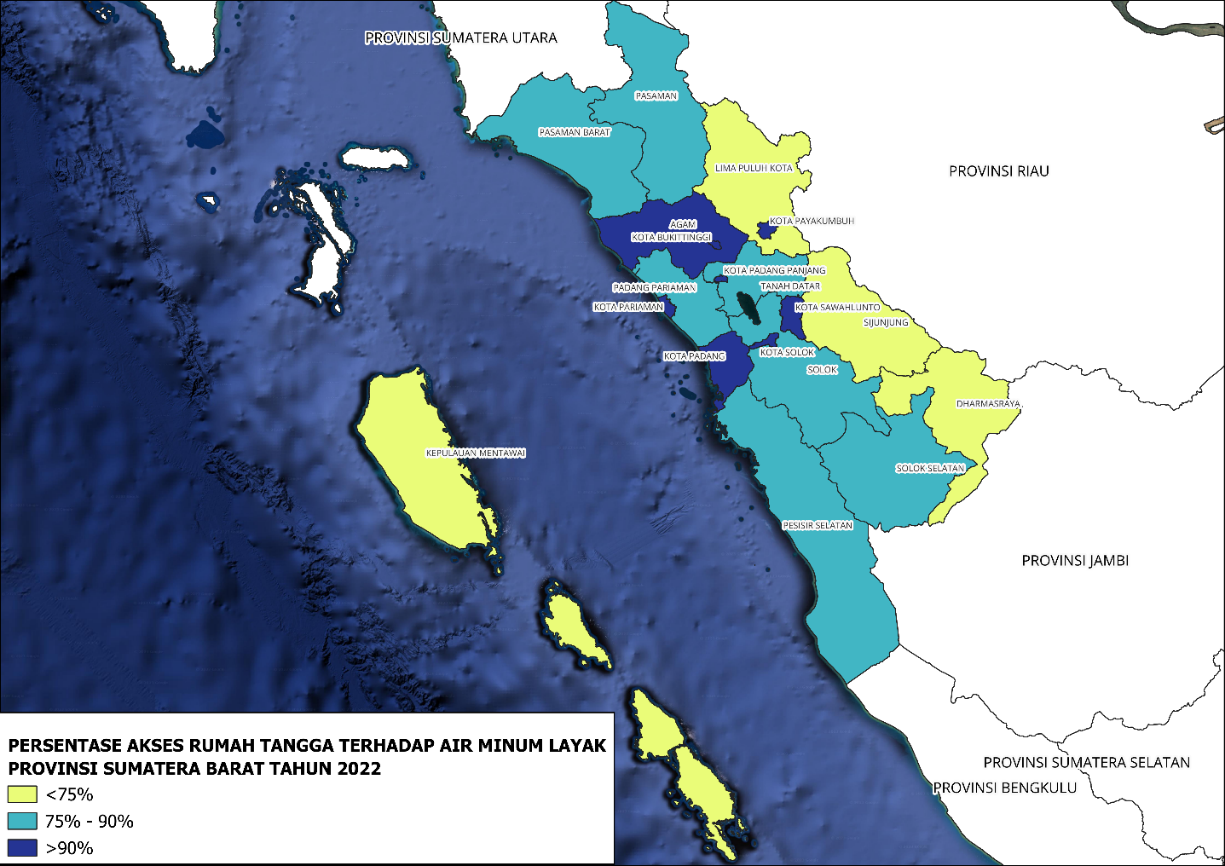 PROVINSI SUMATERA UTARA
PASAMAN
PASAMAN BARAT
LIMA PULUH KOTA
PROVINSI RIAU
AGAM
KOTA PAYAKUMBUH
KOTA BUKITTINGGI
KOTA PADANG PANJANG
PADANG PARIAMAN
TANAH DATAR
KOTA PARIAMAN
KOTA SAWAHLUNTO
SIJUNJUNG
KOTA PADANG
KOTA SOLOK
SOLOK
DHARMASRAYA
KEPULAUAN MENTAWAI
SOLOK SELATAN
PESISIR SELATAN
PROVINSI JAMBI
PROVINSI SUMATERA SELATAN
PROVINSI BENGKULU
PERSENTASE AKSES RUMAH TANGGA TERHADAP AIR MINUM LAYAK
PROVINSI SUMATERA BARAT TAHUN 2022
<75%
75% - 90%
>90%